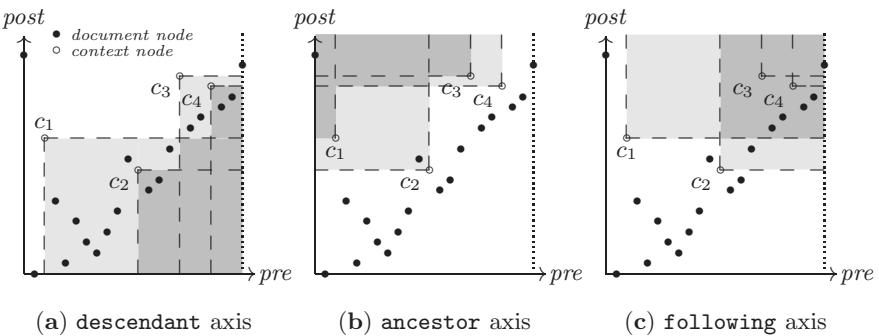 post
document node
context node
c1
c2
c3
c4
pre
(a) descendant axis
post
c1
c2
c3
c4
pre
(b) ancestor axis
post
c1
c2
c3
c4
pre
(c) following axis